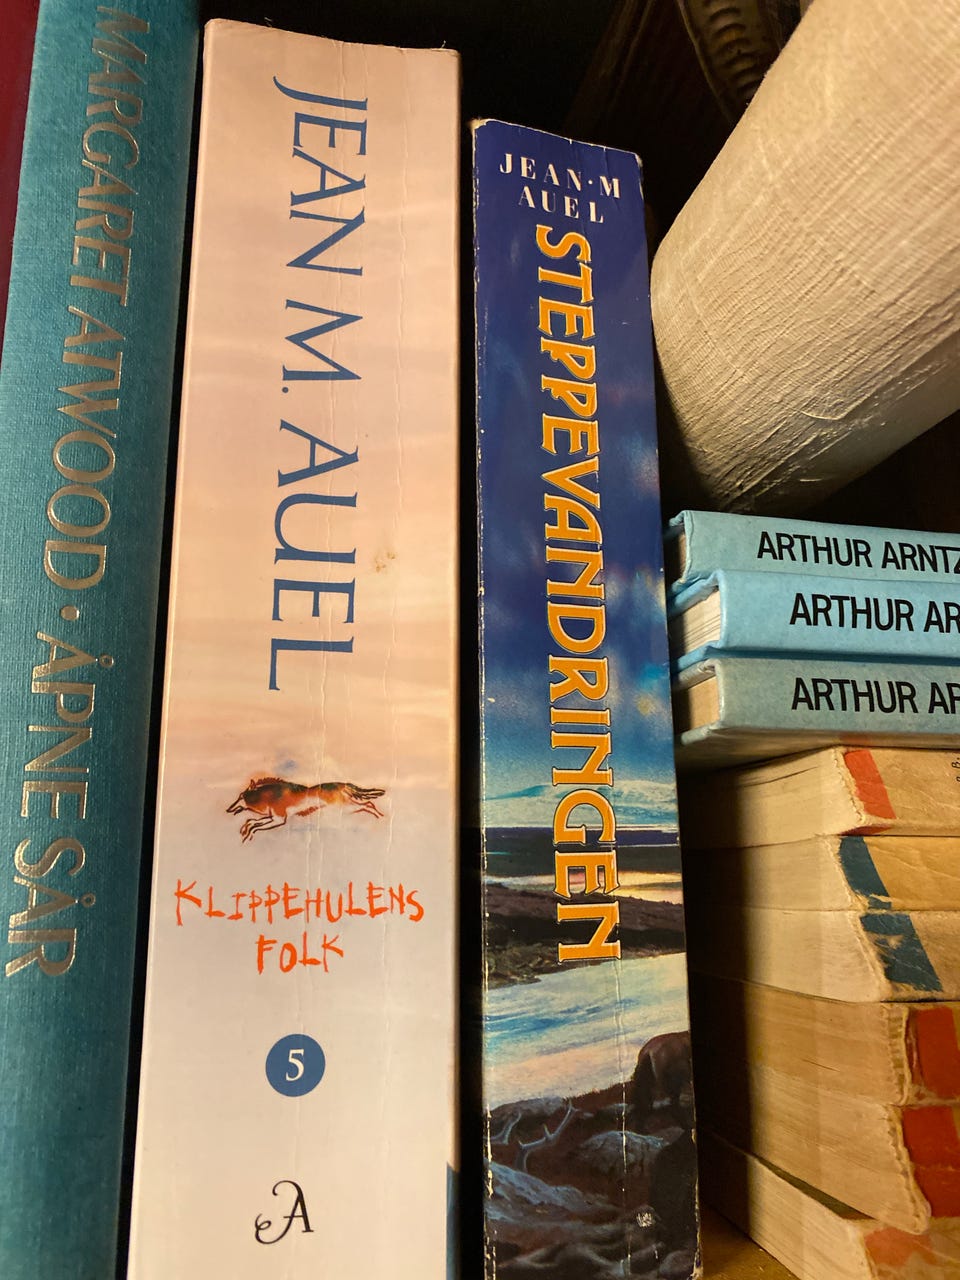 MARGARET ATWOOD · ÅPNE SÅR
JEAN M. AUEL
KLIPPEHULENS
FOLK
5
A
JEAN·M
AUEL
STEPPEVANDRINGEN
ARTHUR ARNTZ
ARTHUR AR
ARTHUR AR